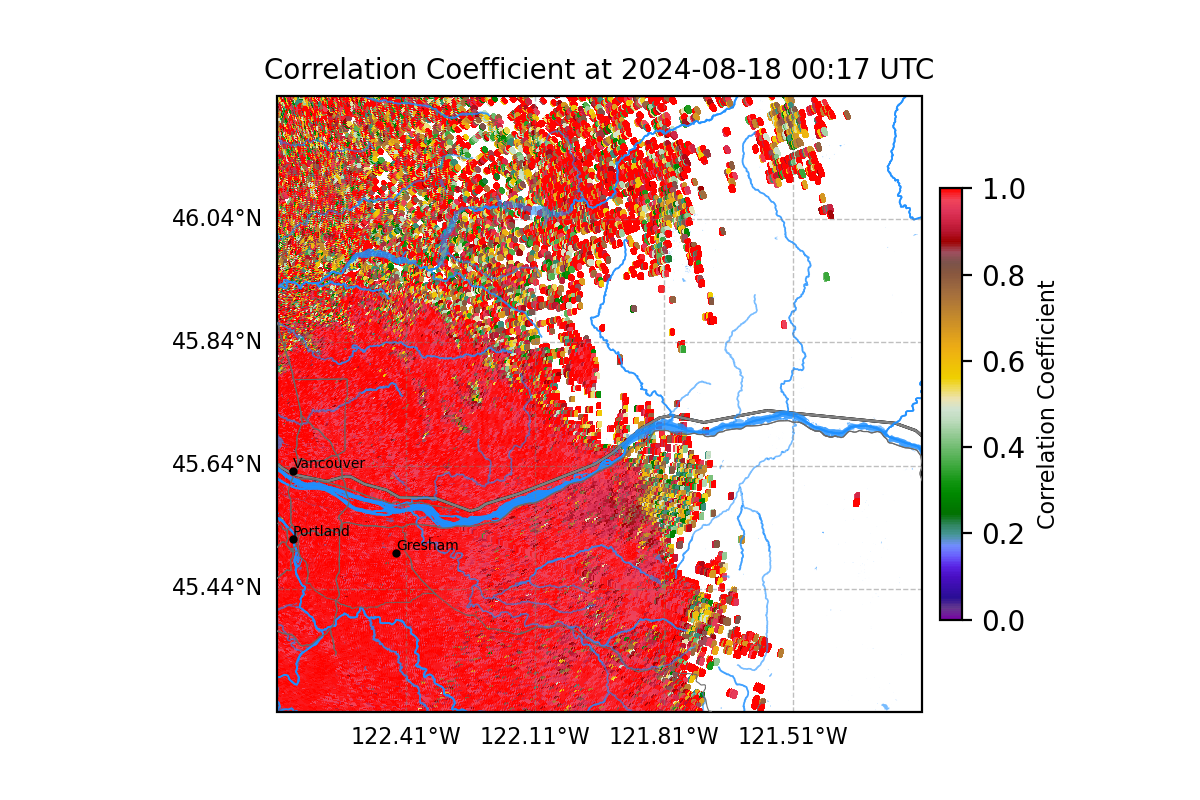 Correlation Coefficient at 2024-08-18 00:17 UTC
46.04°N
45.84°N
45.64°N
45.44°N
122.41°W
122.11°W
121.81°W
121.51°W
Vancouver
Portland
Gresham
1.0
0.8
0.6
0.4
0.2
0.0
Correlation Coefficient